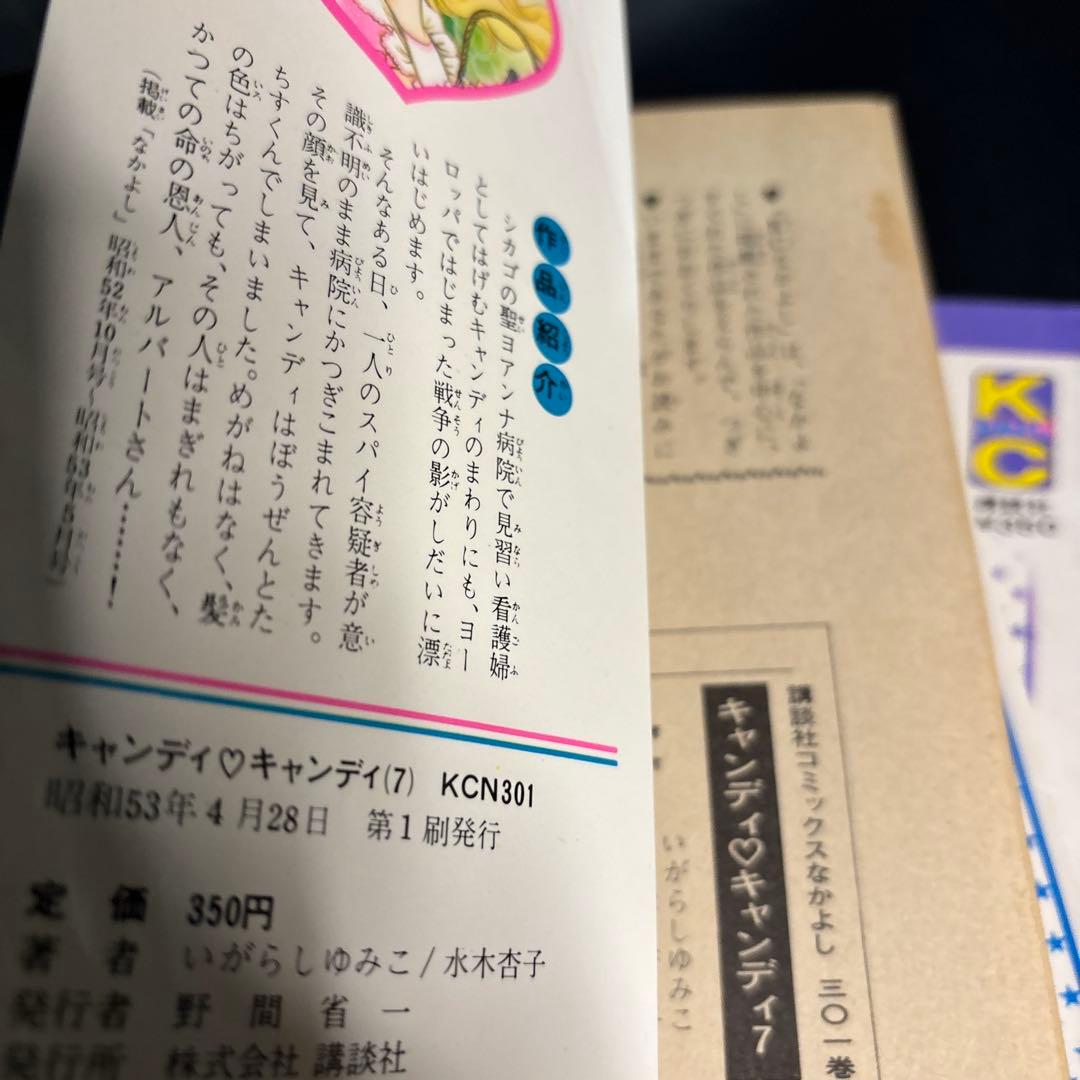 作品紹介
シカゴの聖ヨアンナ病院で見習い看護婦
としてはげむキャンディのまわりにも、ヨー
ロッパではじまった戦争の影がしだいに漂
いはじめます。
そんなある日、一人のスパイ容疑者が意
識不明のまま病院にかつぎこまれてきます。
その顔を見て、キャンディはぼうぜんとた
ちすくんでしまいました。めがねはなく、髪
の色はちがっても、その人はまぎれもなく、
かつての命の恩人、アルバートさん………!
(掲載「なかよし」昭和52年10月号~昭和53年5月号)
キャンディ♡キャンディ(7) KCN301
昭和53年4月28日 第1刷発行
定価 350円
著者 いがらしゆみこ/水木杏子
発行者 野間省一
発行所 株式会社 講談社
講談社コミックスなかよし 三〇一巻
キャンディ♡キャンディ7
いがらしゆみこ
KC